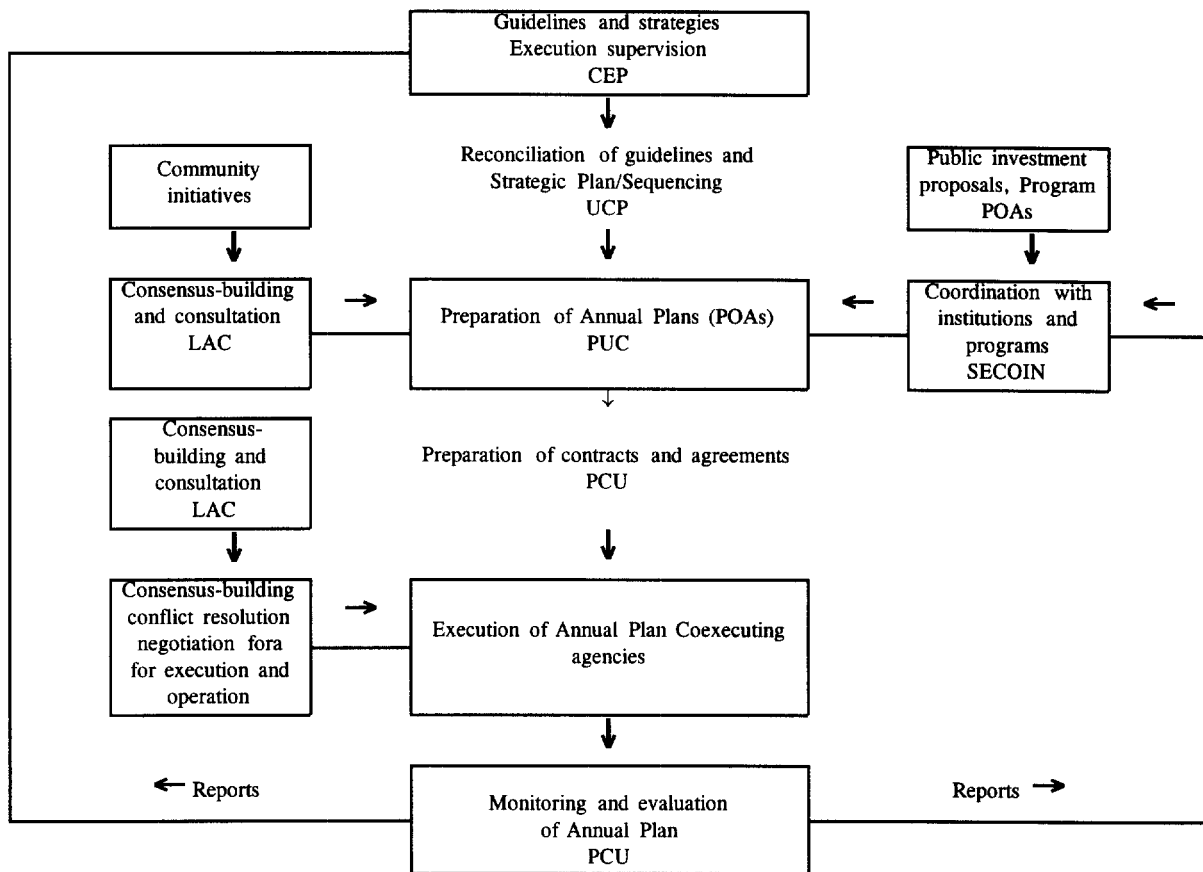 Guidelines and strategies
Execution supervision
CEP
Reconciliation of guidelines and
Strategic Plan/Sequencing
UCP
Community
initiatives
Public investment
proposals, Program
POAs
Consensus-building
and consultation
LAC
Preparation of Annual Plans (POAs)
PUC
Coordination with
institutions and
programs
SECOIN
Consensus-
building and
consultation
LAC
Preparation of contracts and agreements
PCU
Consensus-building
conflict resolution
negotiation fora
for execution and
operation
Execution of Annual Plan Coexecuting
agencies
Reports
Monitoring and evaluation
of Annual Plan
PCU
Reports